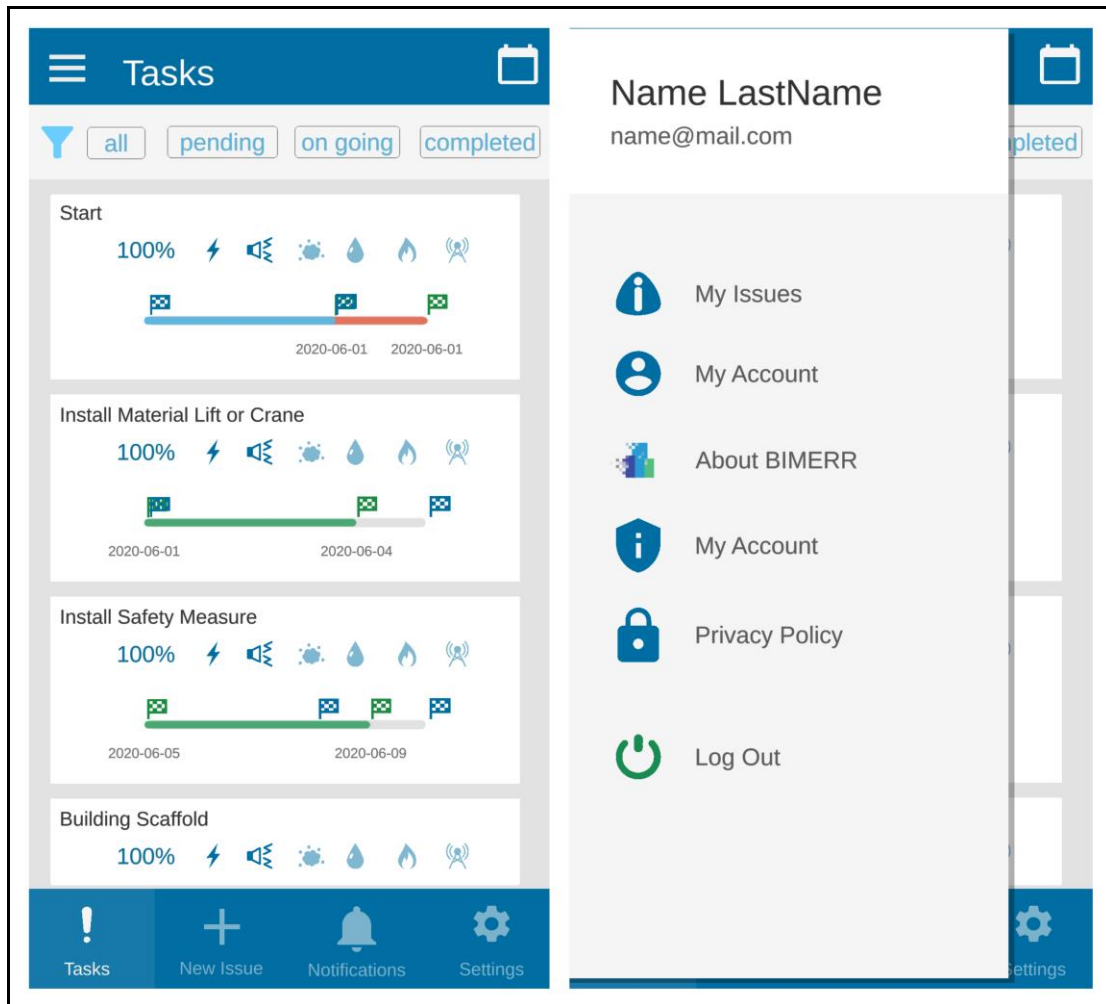 Tasks
all pending on going completed
Start
100%
2020-06-01 2020-06-01
Install Material Lift or Crane
100%
2020-06-01 2020-06-04
Install Safety Measure
100%
2020-06-05 2020-06-09
Building Scaffold
100%
Tasks New Issue Notifications Settings
Name LastName
name@mail.com
pleted
My Issues
My Account
About BIMERR
My Account
Privacy Policy
Log Out
ettings